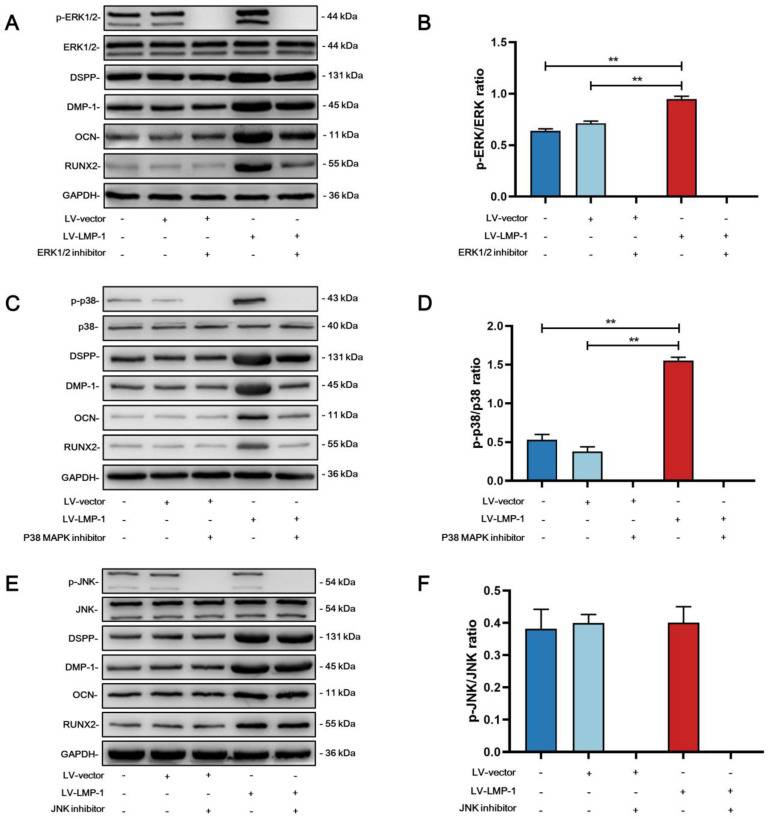 A
p-ERK1/2- - 44 kDa
ERK1/2- - 44 kDa
DSPP- - 131 kDa
DMP-1- - 45 kDa
OCN- - 11 kDa
RUNX2- - 55 kDa
GAPDH- - 36 kDa
LV-vector - + + - -
LV-LMP-1 - - - + +
ERK1/2 inhibitor - - + - +
B
p-ERK/ERK ratio
1.5
1.0
0.5
0.0
**
**
LV-vector - + + - -
LV-LMP-1 - - - + +
ERK1/2 inhibitor - - + - +
C
p-p38- - 43 kDa
p38- - 40 kDa
DSPP- - 131 kDa
DMP-1- - 45 kDa
OCN- - 11 kDa
RUNX2- - 55 kDa
GAPDH- - 36 kDa
LV-vector - + + - -
LV-LMP-1 - - - + +
P38 MAPK inhibitor - - + - +
D
p-p38/p38 ratio
2.0
1.5
1.0
0.5
0.0
**
**
LV-vector - + + - -
LV-LMP-1 - - - + +
P38 MAPK inhibitor - - + - +
E
p-JNK- - 54 kDa
JNK- - 54 kDa
DSPP- - 131 kDa
DMP-1- - 45 kDa
OCN- - 11 kDa
RUNX2- - 55 kDa
GAPDH- - 36 kDa
LV-vector - + + - -
LV-LMP-1 - - - + +
JNK inhibitor - - + - +
F
p-JNK/JNK ratio
0.5
0.4
0.3
0.2
0.1
0.0
LV-vector - + + - -
LV-LMP-1 - - - + +
JNK inhibitor - - + - +